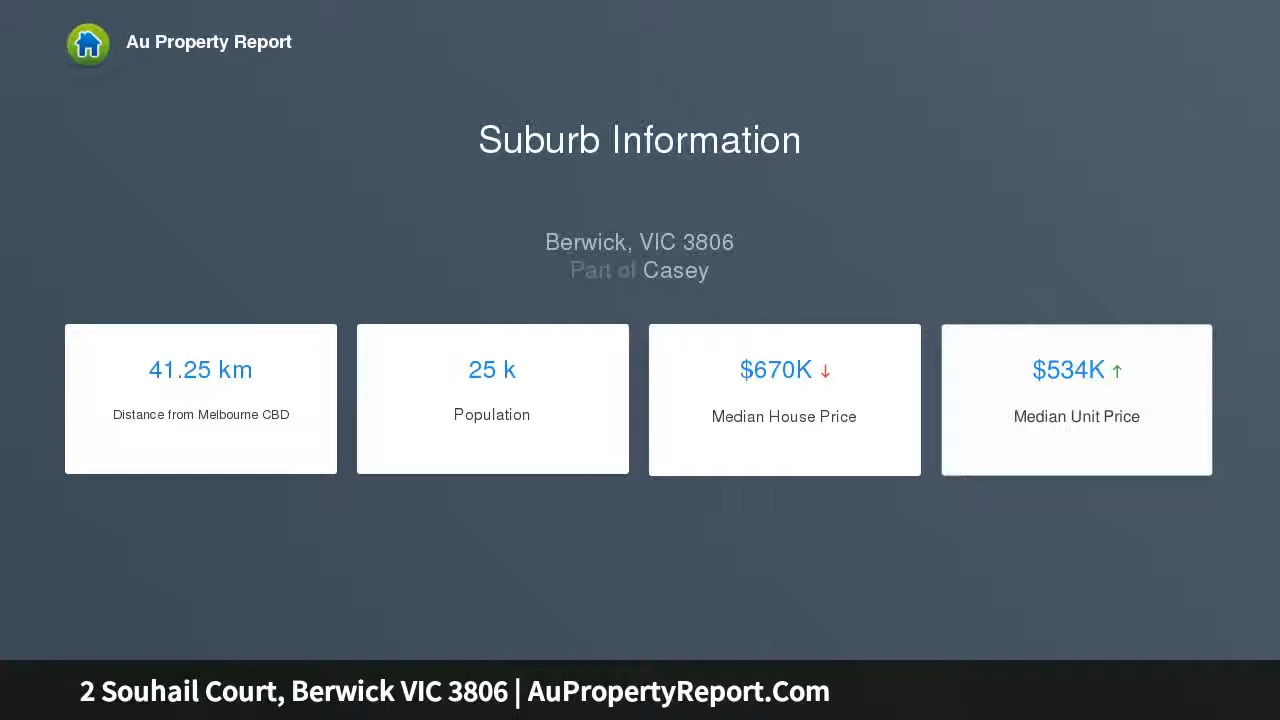 Au Property Report
Suburb Information
Berwick, VIC 3806
Part of Casey
41.25 km
Distance from Melbourne CBD
25 k
Population
$670K ↓
Median House Price
$534K ↑
Median Unit Price
2 Souhail Court, Berwick VIC 3806 | AuPropertyReport.Com